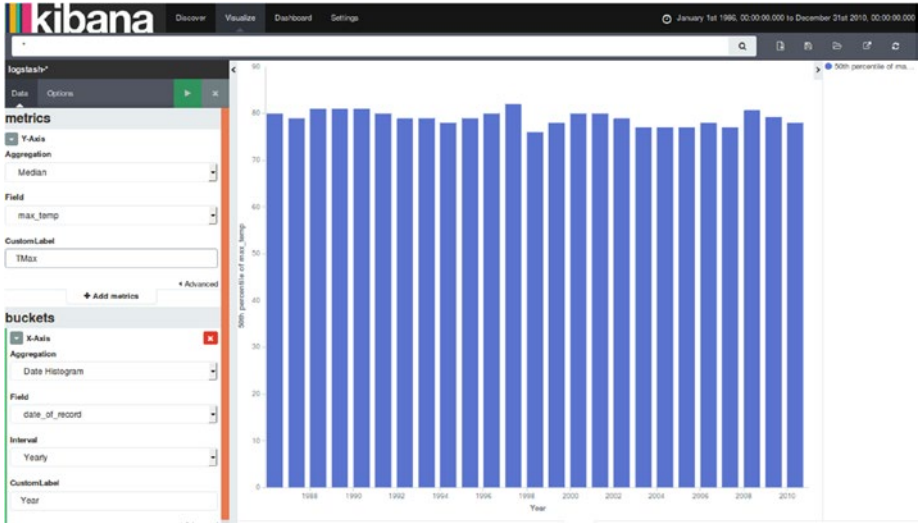 kibana
Discover Visualize Dashboard Settings
January 1st 1986, 00:00:00.000 to December 31st 2010, 00:00:00.000
*
logstash-*
Data Options
metrics
Y-Axis
Aggregation
Median
Field
max_temp
CustomLabel
TMax
Advanced
+ Add metrics
buckets
X-Axis
Aggregation
Date Histogram
Field
date_of_record
Interval
Yearly
CustomLabel
Year
50th percentile of max_temp
90
80
70
60
50
40
30
20
10
0
1988 1990 1992 1994 1996 1998 2000 2002 2004 2006 2008 2010
Year
50th percentile of ma...